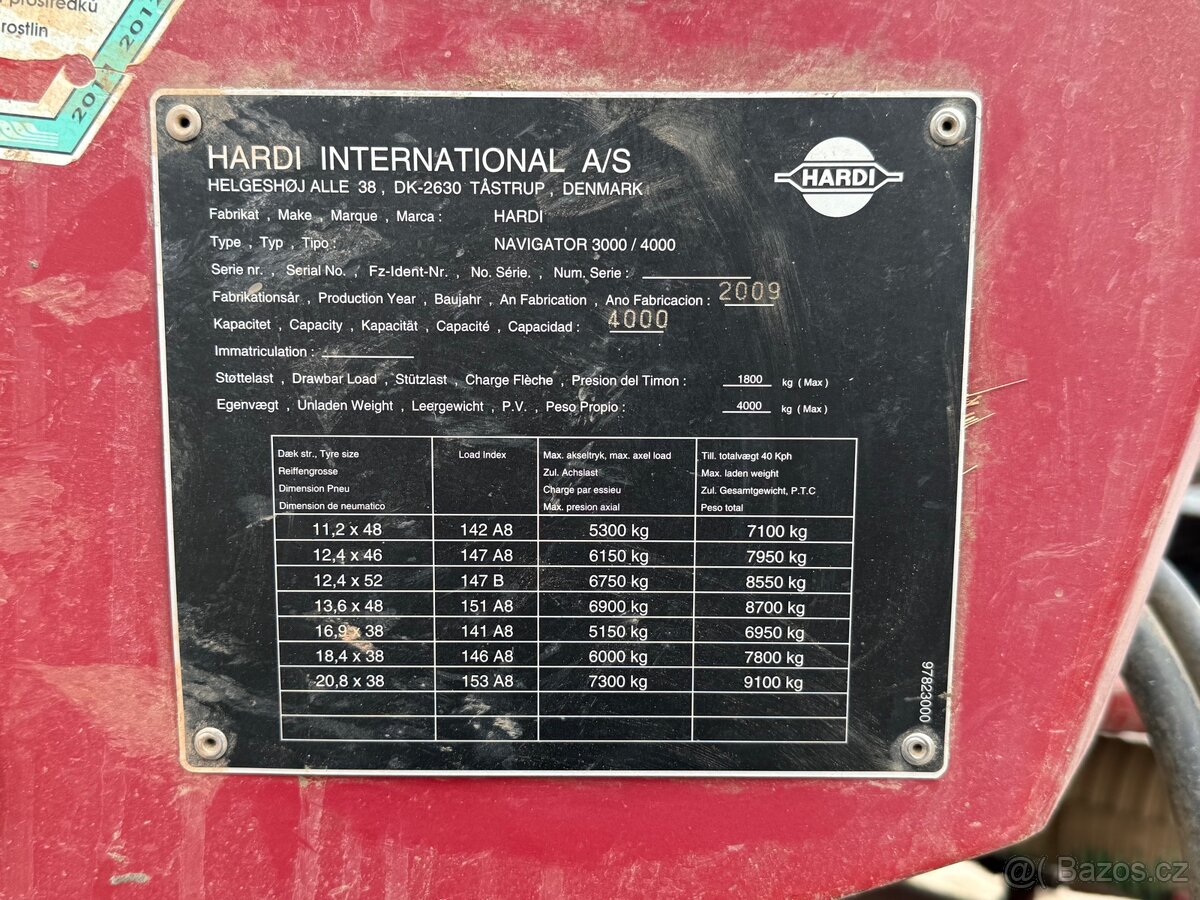 prostředků
rostlin
2011 2012
HARDI INTERNATIONAL A/S
HELGESHØJ ALLE 38 , DK-2630 TÅSTRUP , DENMARK
HARDI
Fabrikat , Make , Marque , Marca : HARDI
Type , Typ , Tipo : NAVIGATOR 3000 / 4000
Serie nr. , Serial No. , Fz-Ident-Nr. , No. Série. , Num. Serie :
Fabrikationsår , Production Year , Baujahr , An Fabrication , Ano Fabricacion : 2009
Kapacitet , Capacity , Kapacität , Capacité , Capacidad : 4000
Immatriculation :
Støttelast , Drawbar Load , Stützlast , Charge Flèche , Presion del Timon : 1800 kg ( Max )
Egenvægt , Unladen Weight , Leergewicht , P.V. , Peso Propio : 4000 kg ( Max )
Dæk str., Tyre size Load Index Max. akseltryk, max. axel load Till. totalvægt 40 Kph
Reiffengrosse Zul. Achslast Max. laden weight
Dimension Pneu Charge par essieu Zul. Gesamtgewicht, P.T.C
Dimension de neumatico Max. presion axial Peso total
11,2 x 48 142 A8 5300 kg 7100 kg
12,4 x 46 147 A8 6150 kg 7950 kg
12,4 x 52 147 B 6750 kg 8550 kg
13,6 x 48 151 A8 6900 kg 8700 kg
16,9 x 38 141 A8 5150 kg 6950 kg
18,4 x 38 146 A8 6000 kg 7800 kg
20,8 x 38 153 A8 7300 kg 9100 kg
97823000
Bazos.cz